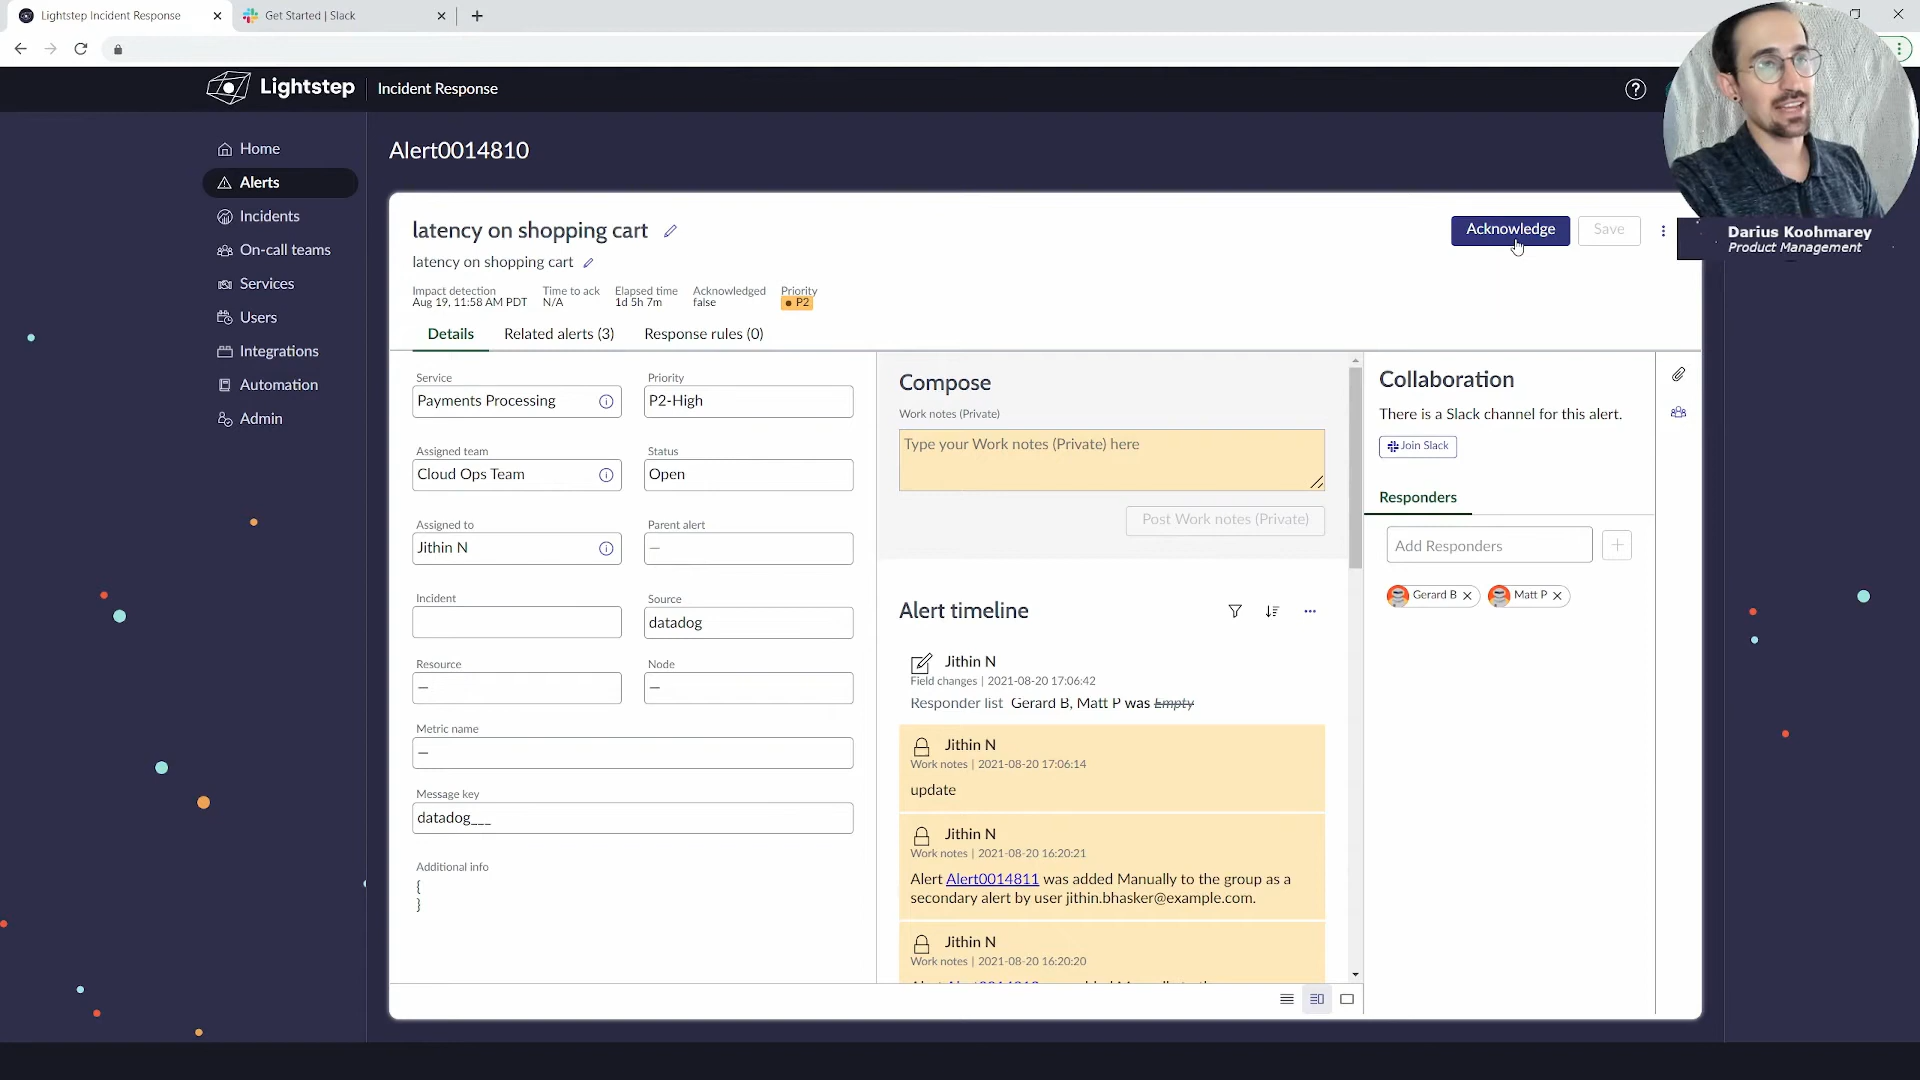 Lightstep Incident Response
Get Started | Slack
Lightstep
Incident Response
Home
Alerts
Incidents
On-call teams
Services
Users
Integrations
Automation
Admin
Alert0014810
latency on shopping cart
Acknowledge
Save
latency on shopping cart
Impact detection
Aug 19, 11:58 AM PDT
Time to ack
N/A
Elapsed time
1d 5h 7m
Acknowledged
false
Priority
P2
Darius Koohmarey
Product Management
Details
Related alerts (3)
Response rules (0)
Service
Payments Processing
Priority
P2-High
Assigned team
Cloud Ops Team
Status
Open
Assigned to
Jithin N
Parent alert
—
Incident
Source
datadog
Resource
—
Node
—
Metric name
—
Message key
datadog___
Additional info
{
}
Compose
Work notes (Private)
Type your Work notes (Private) here
Post Work notes (Private)
Alert timeline
Jithin N
Field changes | 2021-08-20 17:06:42
Responder list Gerard B, Matt P was Empty
Jithin N
Work notes | 2021-08-20 17:06:14
update
Jithin N
Work notes | 2021-08-20 16:20:21
Alert Alert0014811 was added Manually to the group as a
secondary alert by user jithin.bhasker@example.com.
Jithin N
Work notes | 2021-08-20 16:20:20
Collaboration
There is a Slack channel for this alert.
Join Slack
Responders
Add Responders
Gerard B
Matt P